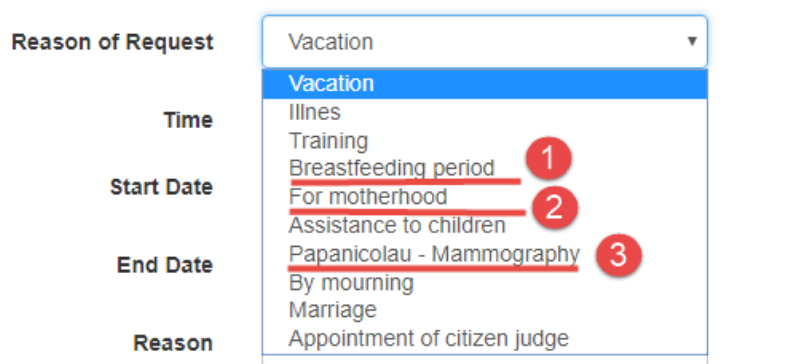 Reason of Request
Vacation
Vacation
Illnes
Time
Training
Breastfeeding period 1
Start Date
For motherhood 2
Assistance to children
End Date
Papanicolau - Mammography 3
By mourning
Marriage
Reason
Appointment of citizen judge